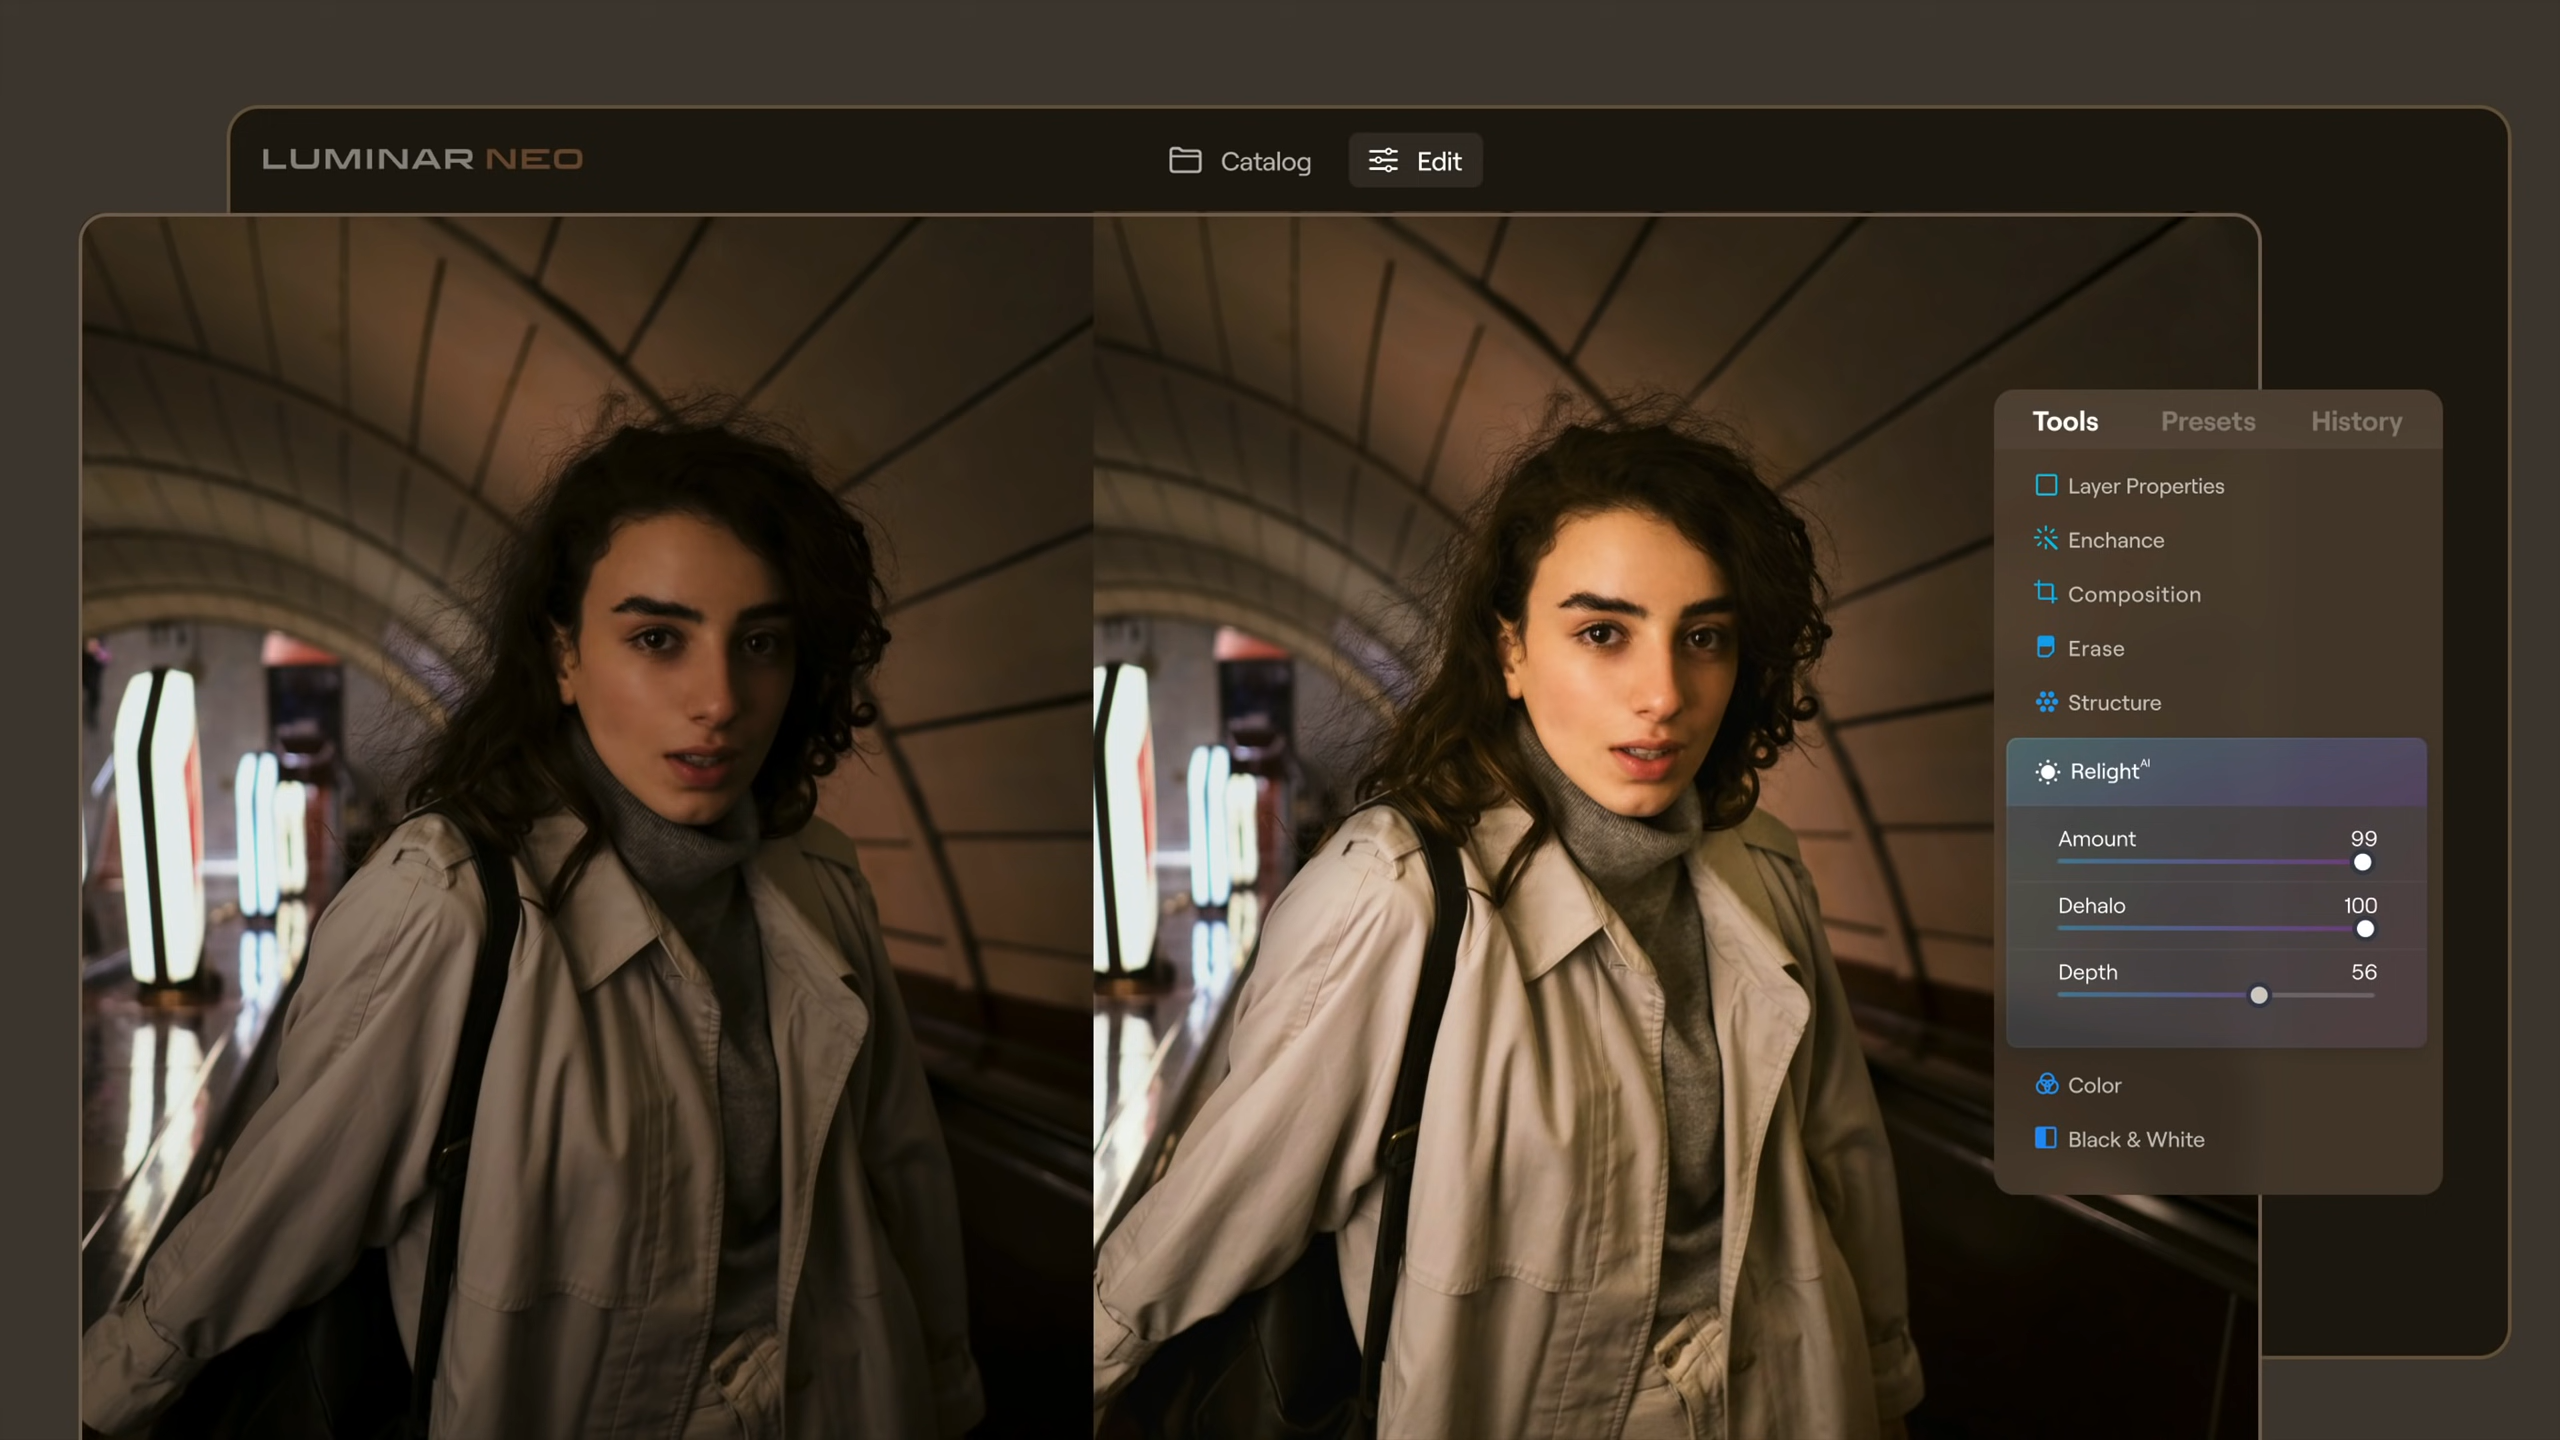 LUMINAR NEO
Catalog
Edit
Tools Presets History
Layer Properties
Enchance
Composition
Erase
Structure
Relight AI
Amount 99
Dehalo 100
Depth 56
Color
Black & White